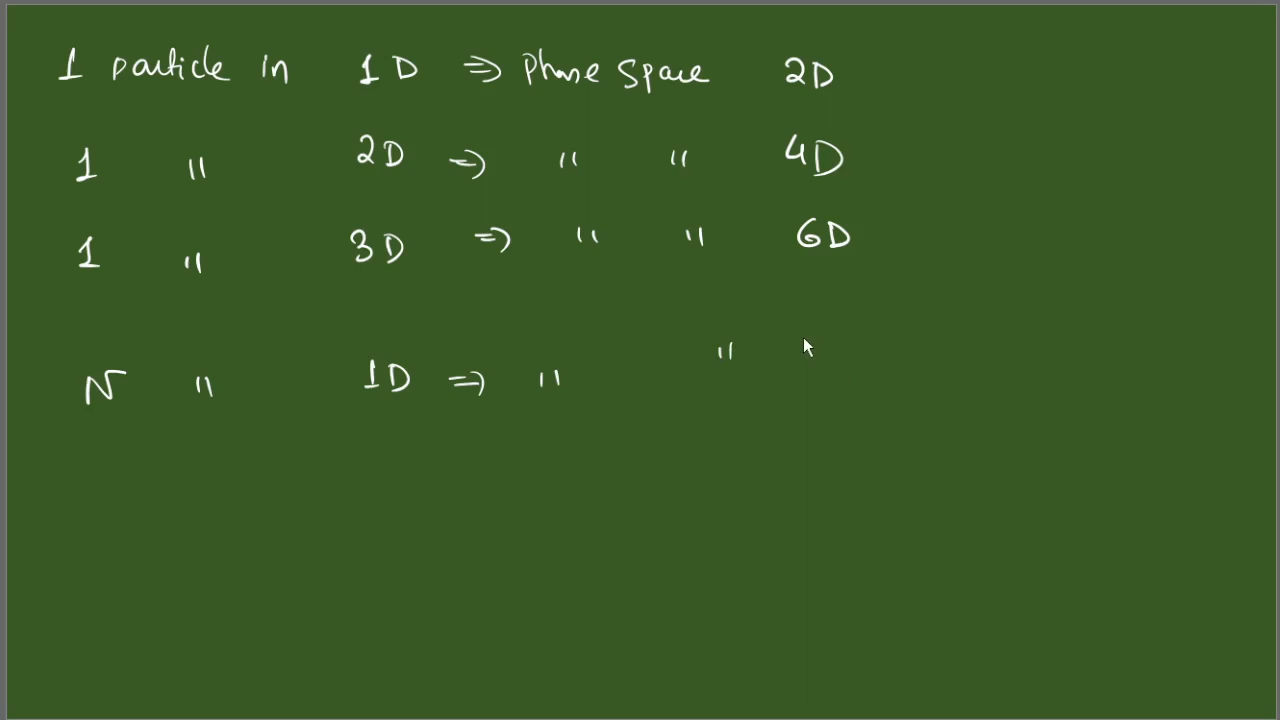 1 particle in 1D ⇒ Phase Space 2D
1 " 2D ⇒ " " 4D
1 " 3D ⇒ " " 6D
N " 1D ⇒ " "